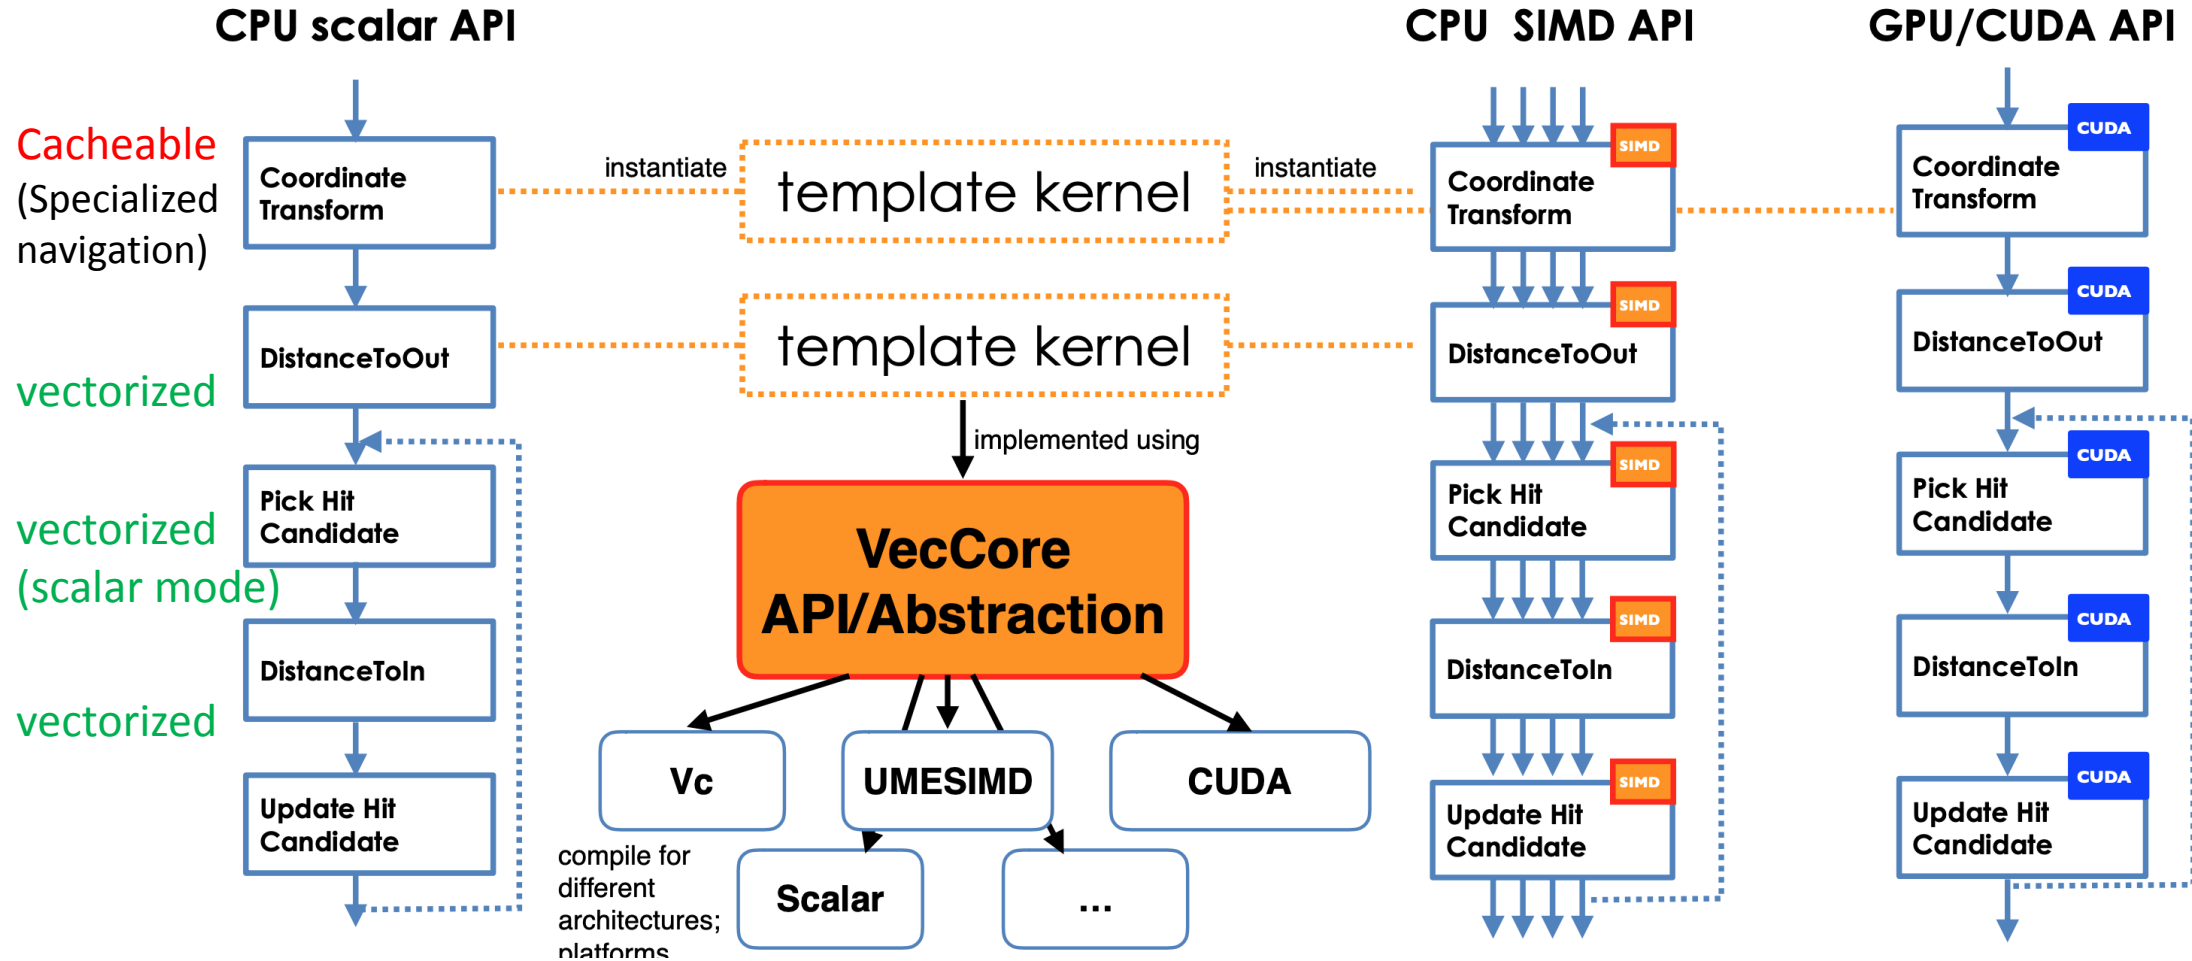 CPU scalar API
CPU SIMD API
GPU/CUDA API
Cacheable
(Specialized
navigation)
vectorized
vectorized
(scalar mode)
vectorized
Coordinate
Transform
DistanceToOut
Pick Hit
Candidate
DistanceToIn
Update Hit
Candidate
instantiate
template kernel
instantiate
template kernel
implemented using
VecCore
API/Abstraction
Vc
UMESIMD
CUDA
Scalar
...
compile for
different
architectures;
platforms
SIMD
Coordinate
Transform
SIMD
DistanceToOut
SIMD
Pick Hit
Candidate
SIMD
DistanceToIn
SIMD
Update Hit
Candidate
CUDA
Coordinate
Transform
CUDA
DistanceToOut
CUDA
Pick Hit
Candidate
CUDA
DistanceToIn
CUDA
Update Hit
Candidate